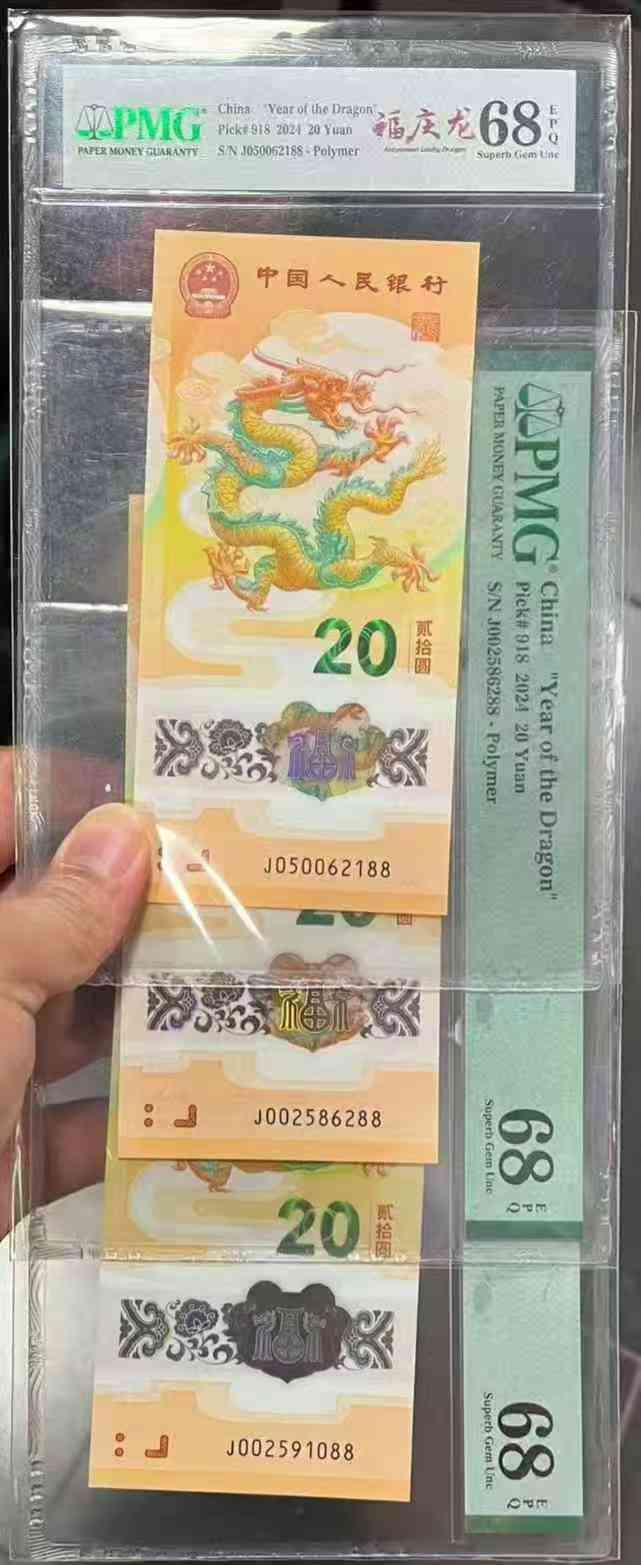 PMG
PAPER MONEY GUARANTY
China "Year of the Dragon"
Pick# 918 2024 20 Yuan
S/N J050062188 - Polymer
福庆龙
68
EPQ
Superb Gem Unc
中国人民银行
20
贰拾圆
J050062188
PMG
PAPER MONEY GUARANTY
China "Year of the Dragon"
Pick# 918 2024 20 Yuan
S/N J002586288 - Polymer
68
EPQ
Superb Gem Unc
20
福
J002586288
20
贰拾圆
J002591088
68
EPQ
Superb Gem Unc